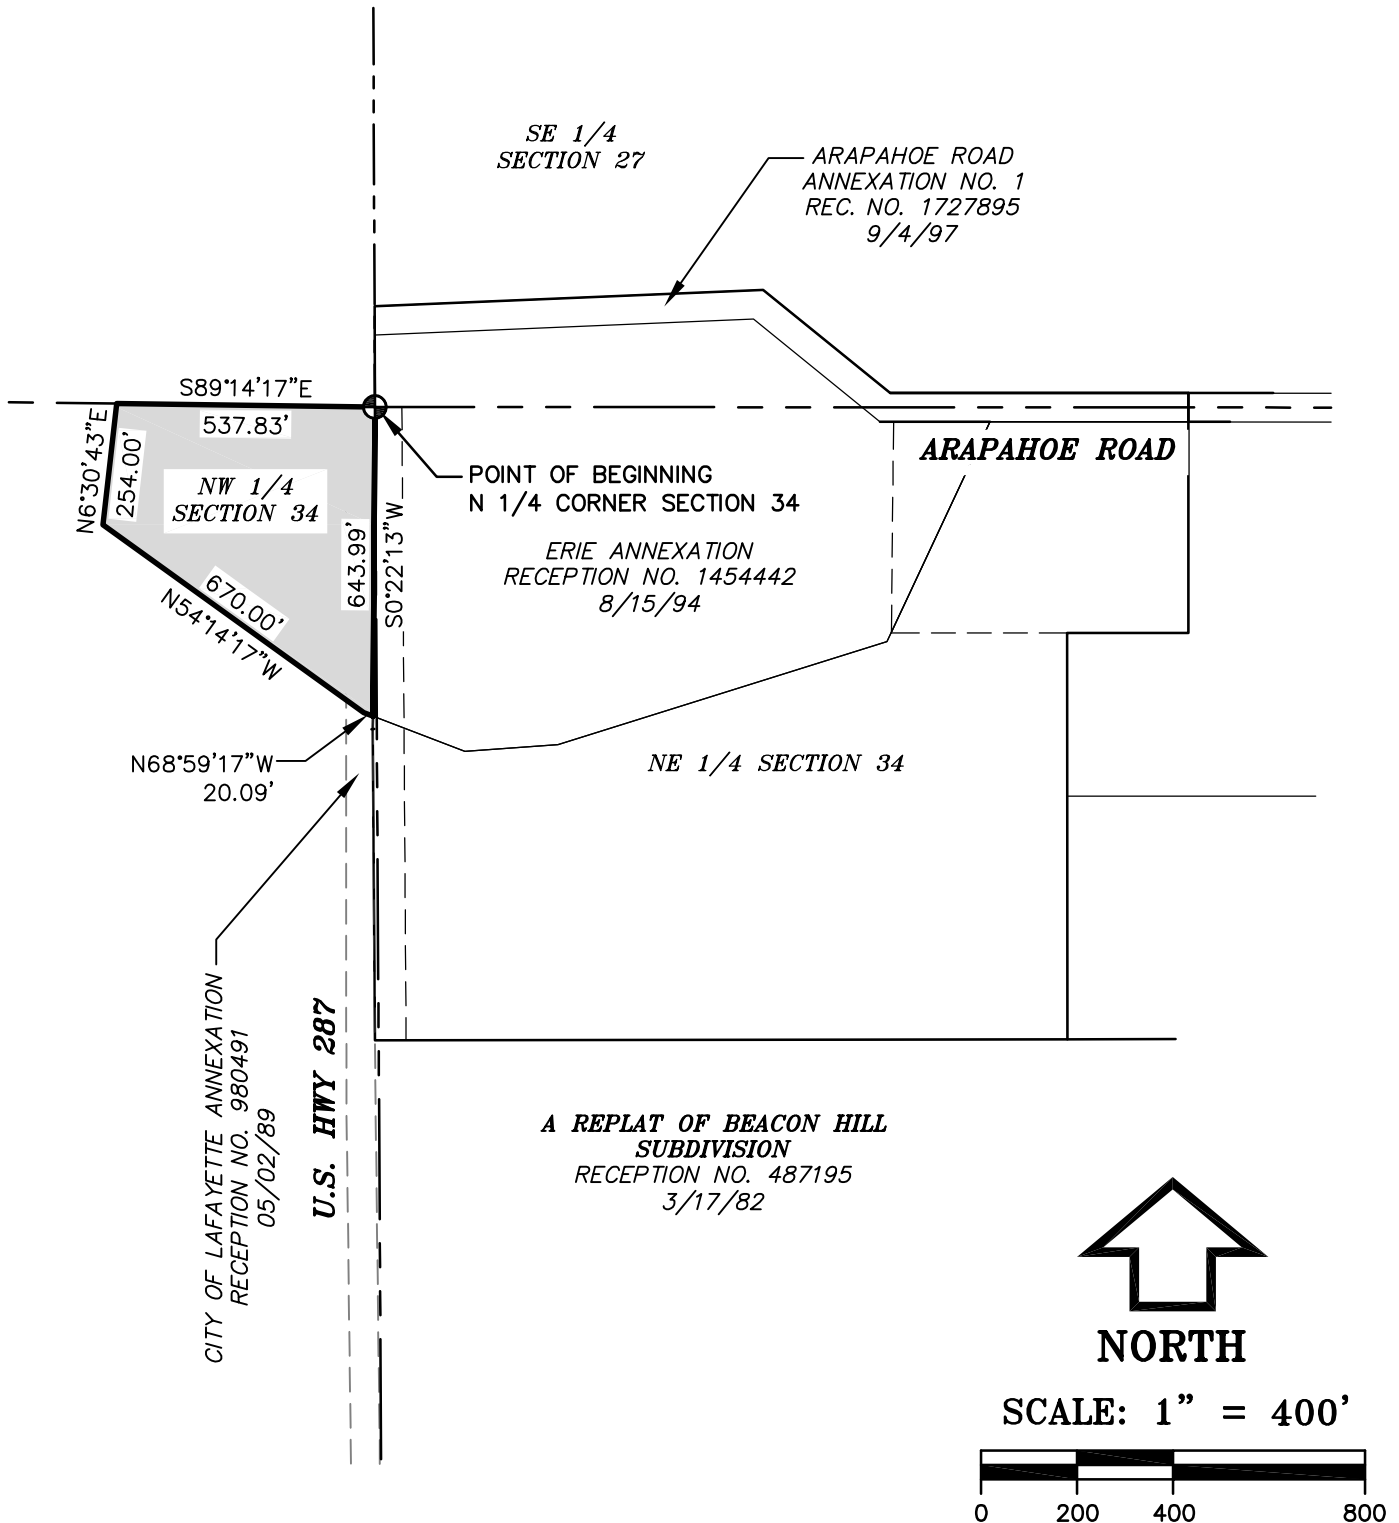 SE 1/4
SECTION 27
ARAPAHOE ROAD
ANNEXATION NO. 1
REC. NO. 1727895
9/4/97
S89°14'17"E
537.83'
N6°30'43"E
254.00'
NW 1/4
SECTION 34
ARAPAHOE ROAD
POINT OF BEGINNING
N 1/4 CORNER SECTION 34
643.99'
S0°22'13"W
ERIE ANNEXATION
RECEPTION NO. 1454442
8/15/94
670.00'
N54°14'17"W
N68°59'17"W
20.09'
NE 1/4 SECTION 34
CITY OF LAFAYETTE ANNEXATION
RECEPTION NO. 980491
05/02/89
U.S. HWY 287
A REPLAT OF BEACON HILL
SUBDIVISION
RECEPTION NO. 487195
3/17/82
NORTH
SCALE: 1" = 400'
0 200 400 800